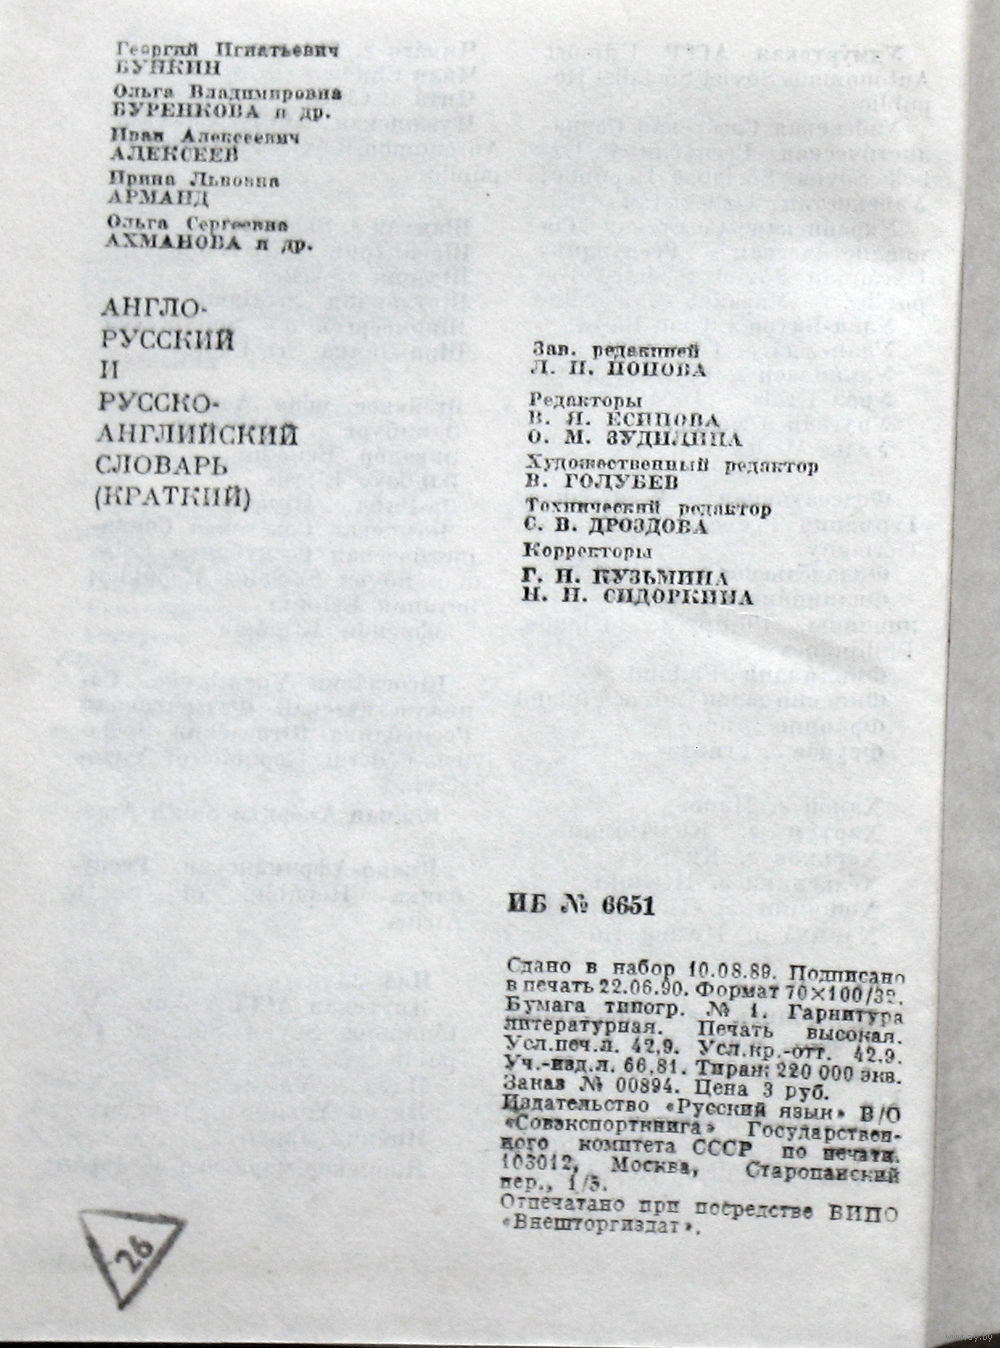 Георгий Игнатьевич
БУНКИН
Ольга Владимировна
БУРЕНКОВА и др.
Иван Алексеевич
АЛЕКСЕЕВ
Ирина Львовна
АРМАНД
Ольга Сергеевна
АХМАНОВА и др.
АНГЛО-
РУССКИЙ
И
РУССКО-
АНГЛИЙСКИЙ
СЛОВАРЬ
(КРАТКИЙ)
Зав. редакцией
Л. П. ПОПОВА
Редакторы
В. Я. ЕСИПОВА
О. М. ЗУДИЛИНА
Художественный редактор
В. ГОЛУБЕВ
Технический редактор
С. В. ДРОЗДОВА
Корректоры
Г. Н. КУЗЬМИНА
Н. Н. СИДОРКИНА
ИБ № 6651
Сдано в набор 10.08.89. Подписано
в печать 22.06.90. Формат 70×100/32.
Бумага типогр. № 1. Гарнитура
литературная. Печать высокая.
Усл.печ.л. 42,9. Усл.кр.-отт. 42,9.
Уч.-изд.л. 66,81. Тираж 220 000 экз.
Заказ № 00894. Цена 3 руб.
Издательство «Русский язык» В/О
«Совэкспорткнига» Государствен-
ного комитета СССР по печати.
103012, Москва, Старопанский
пер., 1/5.
Отпечатано при посредстве ВИПО
«Внешторгиздат».
26